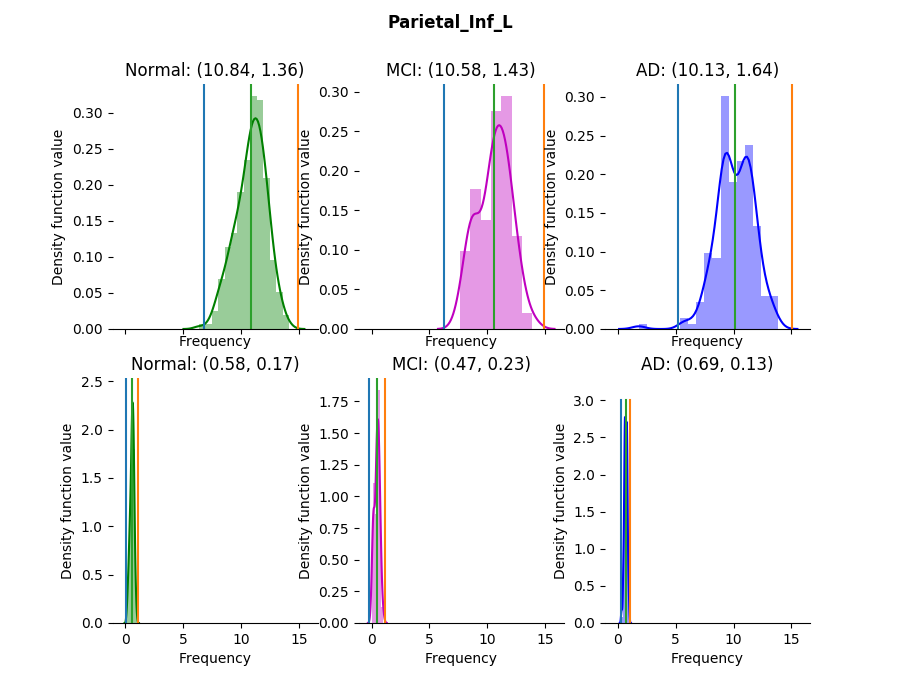 Parietal_Inf_L
Normal: (10.84, 1.36)
MCI: (10.58, 1.43)
AD: (10.13, 1.64)
Density function value
0.30
0.25
0.20
0.15
0.10
0.05
0.00
Frequency
Density function value
0.30
0.25
0.20
0.15
0.10
0.05
0.00
Frequency
Density function value
0.30
0.25
0.20
0.15
0.10
0.05
0.00
Frequency
Normal: (0.58, 0.17)
MCI: (0.47, 0.23)
AD: (0.69, 0.13)
Density function value
2.5
2.0
1.5
1.0
0.5
0.0
0 5 10 15
Frequency
Density function value
1.75
1.50
1.25
1.00
0.75
0.50
0.25
0.00
0 5 10 15
Frequency
Density function value
3.0
2.5
2.0
1.5
1.0
0.5
0.0
0 5 10 15
Frequency